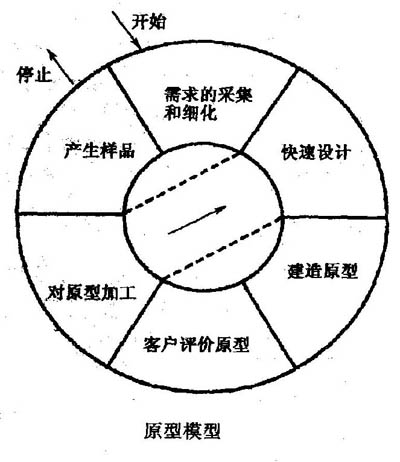 开始
停止
需求的采集
和细化
产生样品
快速设计
对原型加工
建造原型
客户评价原型
原型模型